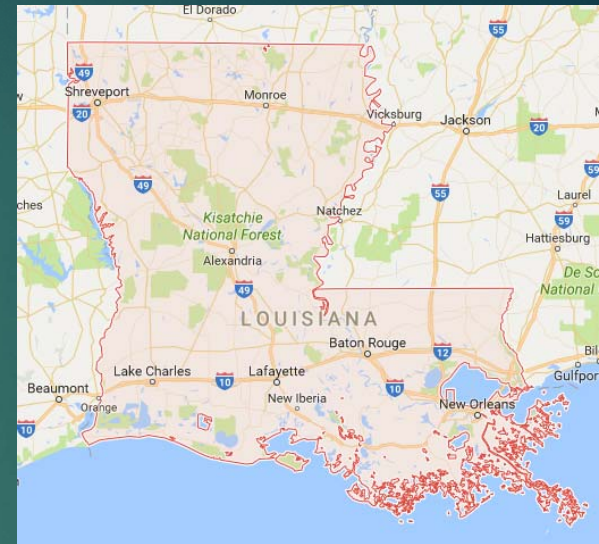 El Dorado
55
49
Shreveport
Monroe
20
Vicksburg
Jackson
20
49
55
59
Laurel
ches
Natchez
59
Kisatchie
National Forest
Hattiesburg
Alexandria
De So
National
49
LOUISIANA
Baton Rouge
12
Lake Charles
Lafayette
10
10
Beaumont
Orange
New Iberia
Gulfpor
Bil
10
New Orleans